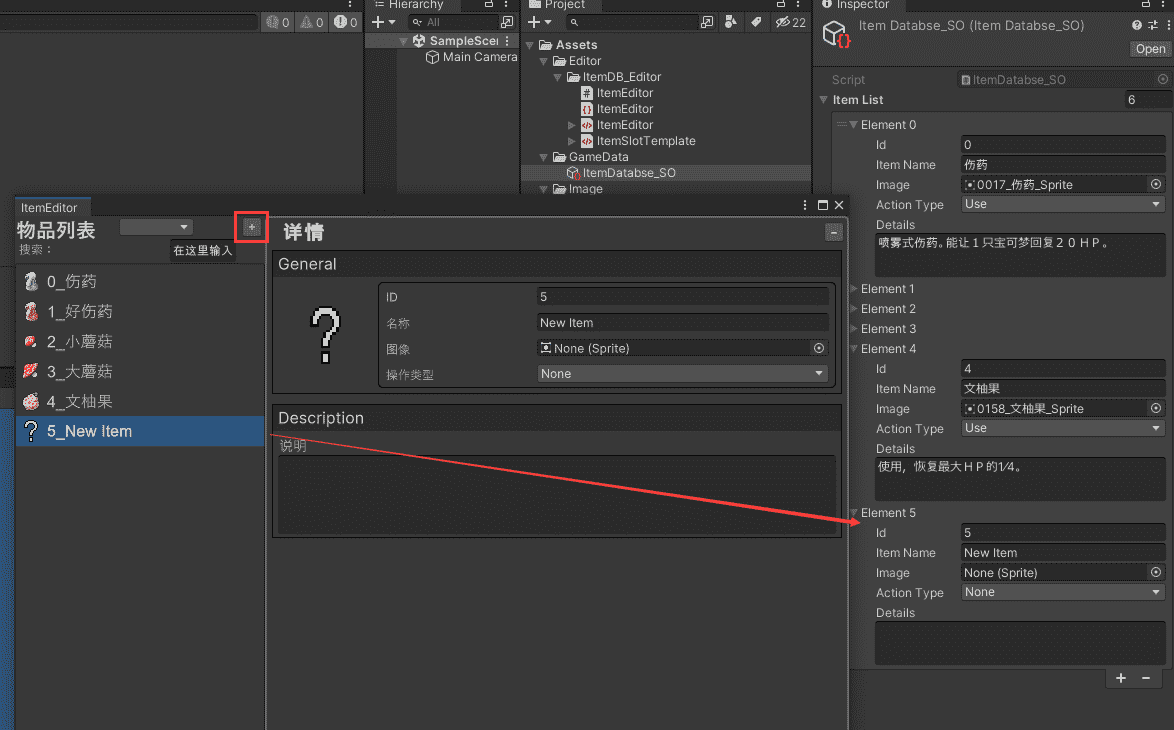 Hierarchy
Project
Inspector
0
0
0
All
22
Item Databse_SO (Item Databse_SO)
Open
SampleScen
Main Camera
Assets
Editor
ItemDB_Editor
ItemEditor
ItemEditor
ItemEditor
ItemSlotTemplate
GameData
ItemDatabse_SO
Image
Script
ItemDatabse_SO
Item List
6
Element 0
Id
0
Item Name
伤药
Image
0017_伤药_Sprite
Action Type
Use
Details
喷雾式伤药。能让１只宝可梦回复２０ＨＰ。
Element 1
Element 2
Element 3
Element 4
Id
4
Item Name
文柚果
Image
0158_文柚果_Sprite
Action Type
Use
Details
使用，恢复最大ＨＰ的1/4。
Element 5
Id
5
Item Name
New Item
Image
None (Sprite)
Action Type
None
Details
ItemEditor
物品列表
+
搜索：
在这里输入
0_伤药
1_好伤药
2_小蘑菇
3_大蘑菇
4_文柚果
5_New Item
详情
-
General
ID
5
名称
New Item
图像
None (Sprite)
操作类型
None
Description
说明